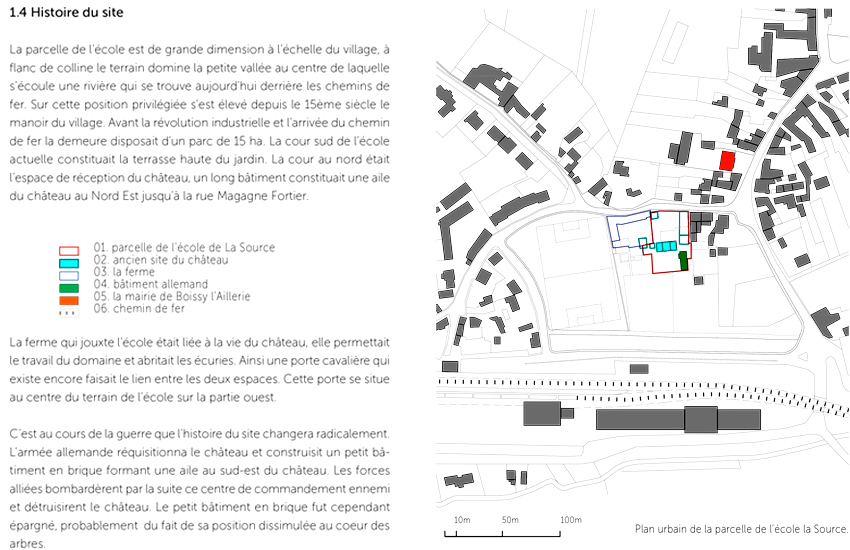 1.4 Histoire du site
La parcelle de l'école est de grande dimension à l'échelle du village, à
flanc de colline le terrain domine la petite vallée au centre de laquelle
s'écoule une rivière qui se trouve aujourd'hui derrière les chemins de
fer. Sur cette position privilégiée s'est élevé depuis le 15ème siècle le
manoir du village. Avant la révolution industrielle et l'arrivée du chemin
de fer la demeure disposait d'un parc de 15 ha. La cour sud de l'école
actuelle constituait la terrasse haute du jardin. La cour au nord était
l'espace de réception du château, un long bâtiment constituait une aile
du château au Nord Est jusqu'à la rue Magagne Fortier.
01. parcelle de l'école de La Source
02. ancien site du château
03. la ferme
04. bâtiment allemand
05. la mairie de Boissy l'Aillerie
06. chemin de fer
La ferme qui jouxte l'école était liée à la vie du château, elle permettait
le travail du domaine et abritait les écuries. Ainsi une porte cavalière qui
existe encore faisait le lien entre les deux espaces. Cette porte se situe
au centre du terrain de l'école sur la partie ouest.
C'est au cours de la guerre que l'histoire du site changera radicalement.
L'armée allemande réquisitionna le château et construisit un petit bâ-
timent en brique formant une aile au sud-est du château. Les forces
alliées bombardèrent par la suite ce centre de commandement ennemi
et détruisirent le château. Le petit bâtiment en brique fut cependant
épargné, probablement du fait de sa position dissimulée au coeur des
arbres.
10m 50m 100m
Plan urbain de la parcelle de l'école la Source.